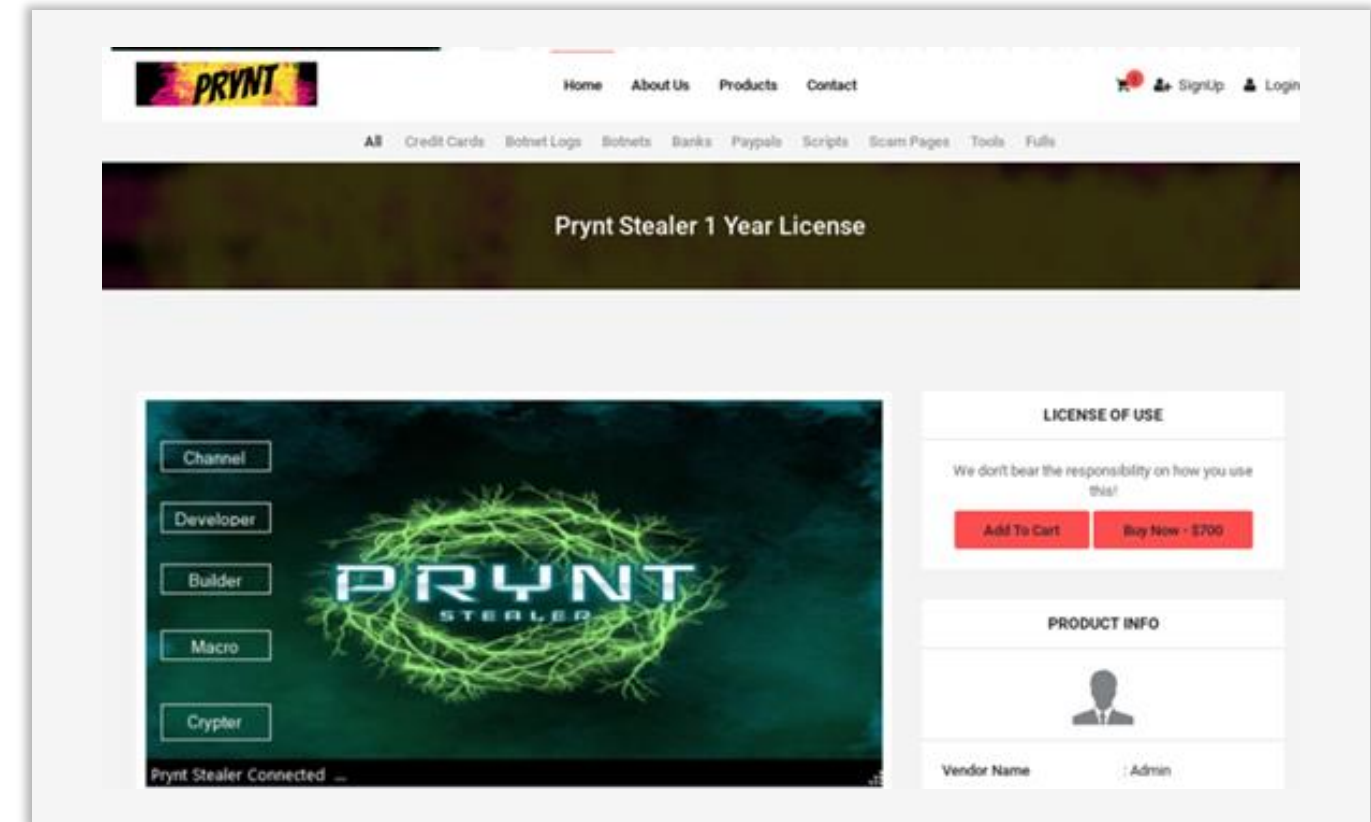 PRYNT
Home About Us Products Contact
SignUp Login
All Credit Cards Botnet Logs Botnets Banks Paypals Scripts Scam Pages Tools Fulls
Prynt Stealer 1 Year License
Channel
Developer
Builder
Macro
Crypter
PRYNT
STEALER
Prynt Stealer Connected ...
LICENSE OF USE
We don't bear the responsibility on how you use
this!
Add To Cart Buy Now - $700
PRODUCT INFO
Vendor Name : Admin